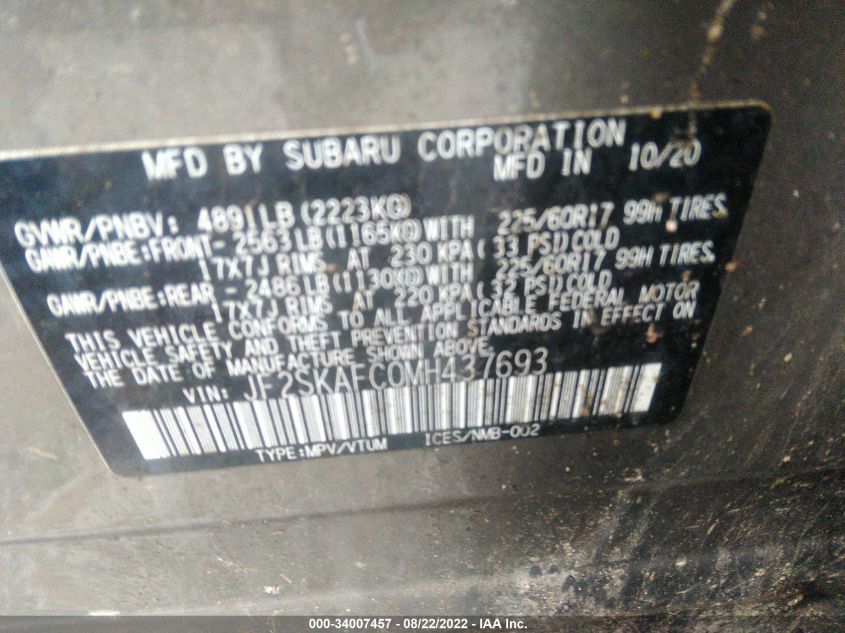 MFD BY SUBARU CORPORATION
MFD IN 10/20
GVWR/PNBV: 4891LB(2223KG)
GAWR/PNBE:FRONT- 2563LB(1165KG)WITH 225/60R17 99H TIRES
17X7J RIMS AT 230 KPA( 33 PSI)COLD
GAWR/PNBE:REAR - 2486LB(1130KG)WITH 225/60R17 99H TIRES
17X7J RIMS AT 220 KPA( 32 PSI)COLD
THIS VEHICLE CONFORMS TO ALL APPLICABLE FEDERAL MOTOR
VEHICLE SAFETY AND THEFT PREVENTION STANDARDS IN EFFECT ON
THE DATE OF MANUFACTURE SHOWN ABOVE.
VIN: JF2SKAFC0MH437693
TYPE:MPV/VTUM ICES/NMB-002
000-34007457 - 08/22/2022 - IAA Inc.